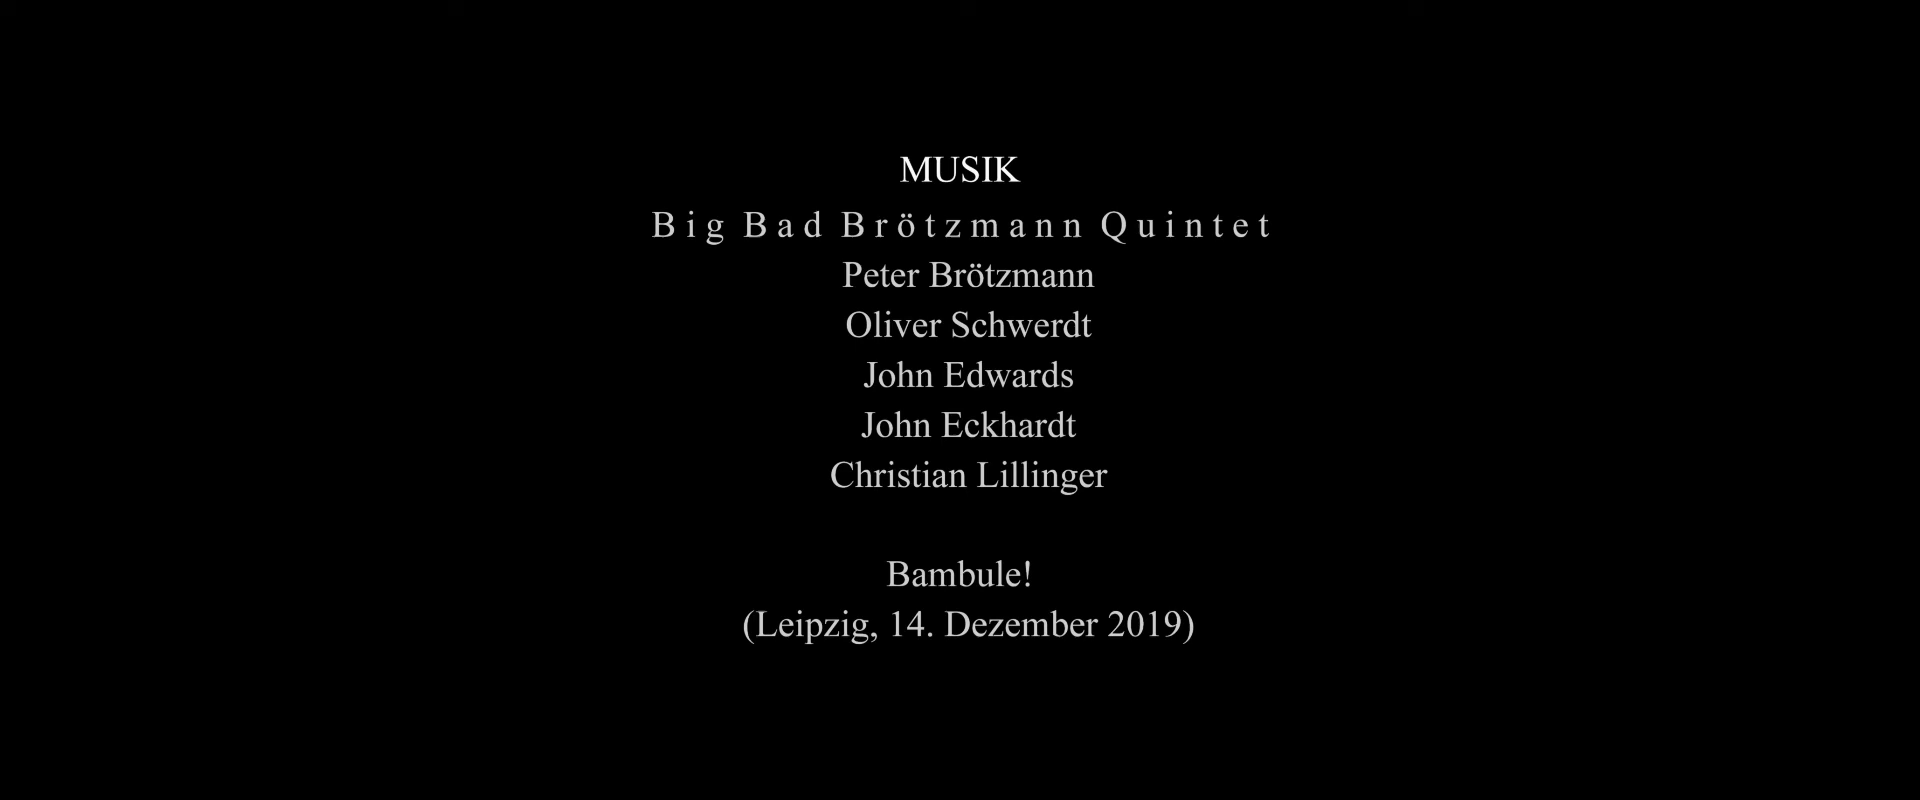 MUSIK
Big Bad Brötzmann Quintet
Peter Brötzmann
Oliver Schwerdt
John Edwards
John Eckhardt
Christian Lillinger
Bambule!
(Leipzig, 14. Dezember 2019)